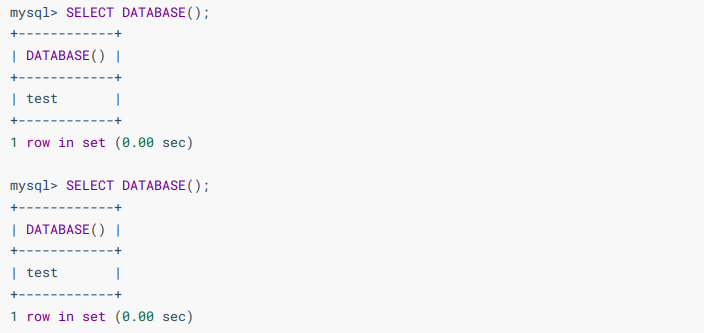 mysql> SELECT DATABASE();
+------------+
| DATABASE() |
+------------+
| test       |
+------------+
1 row in set (0.00 sec)

mysql> SELECT DATABASE();
+------------+
| DATABASE() |
+------------+
| test       |
+------------+
1 row in set (0.00 sec)